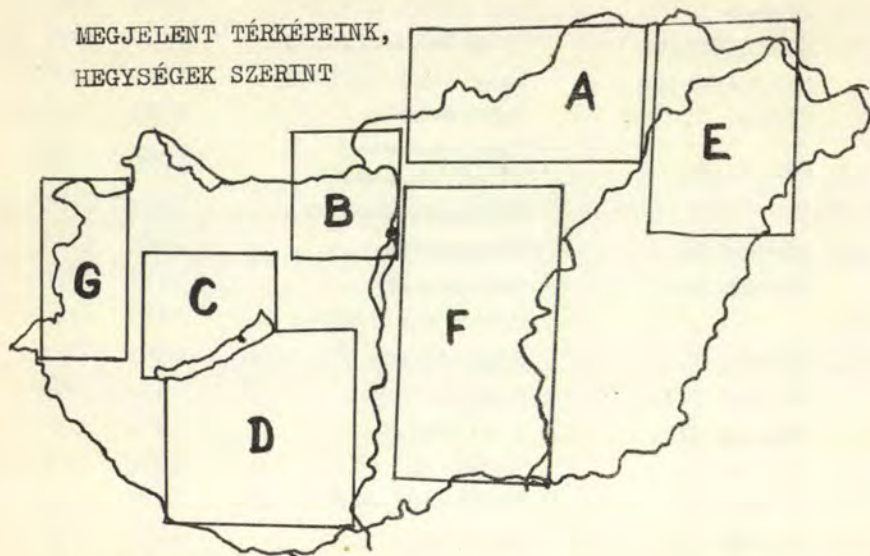 MEGJELENT TÉRKÉPEINK,
HEGYSÉGEK SZERINT
A
E
B
G
C
F
D